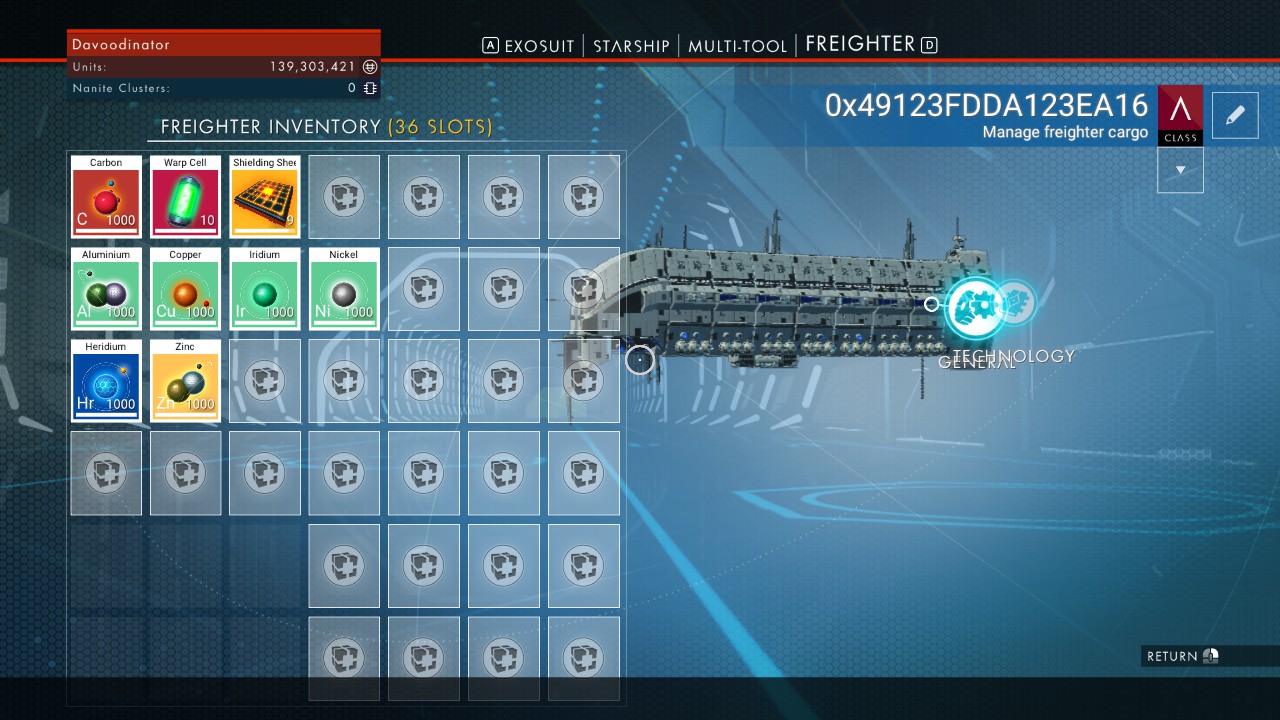 Davoodinator
Units: 139,303,421
Nanite Clusters: 0
A EXOSUIT STARSHIP MULTI-TOOL FREIGHTER D
0x49123FDDA123EA16
Manage freighter cargo
CLASS
FREIGHTER INVENTORY (36 SLOTS)
Carbon Warp Cell Shielding Shee
C 1000 10 9
Aluminium Copper Iridium Nickel
Al 1000 Cu 1000 Ir 1000 Ni 1000
TECHNOLOGY
GENERAL
Heridium Zinc
Hr 1000 Zn 1000
RETURN